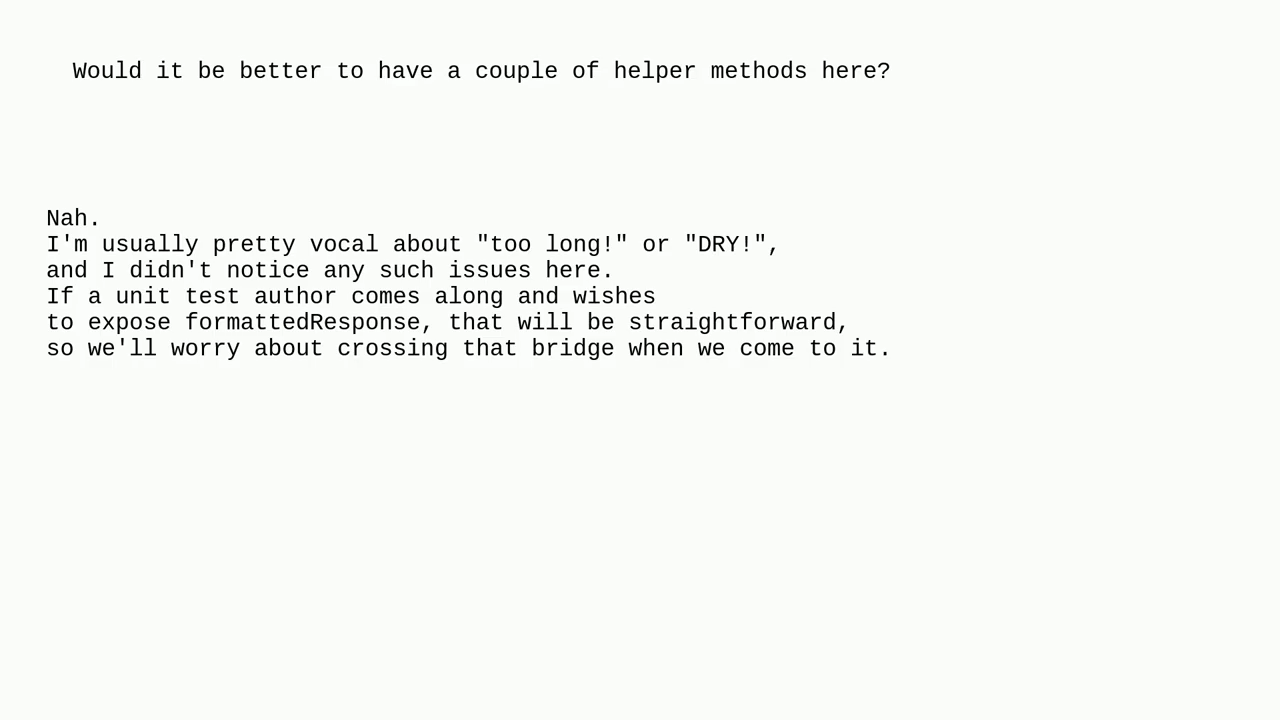 Would it be better to have a couple of helper methods here?
Nah.
I'm usually pretty vocal about "too long!" or "DRY!",
and I didn't notice any such issues here.
If a unit test author comes along and wishes
to expose formattedResponse, that will be straightforward,
so we'll worry about crossing that bridge when we come to it.